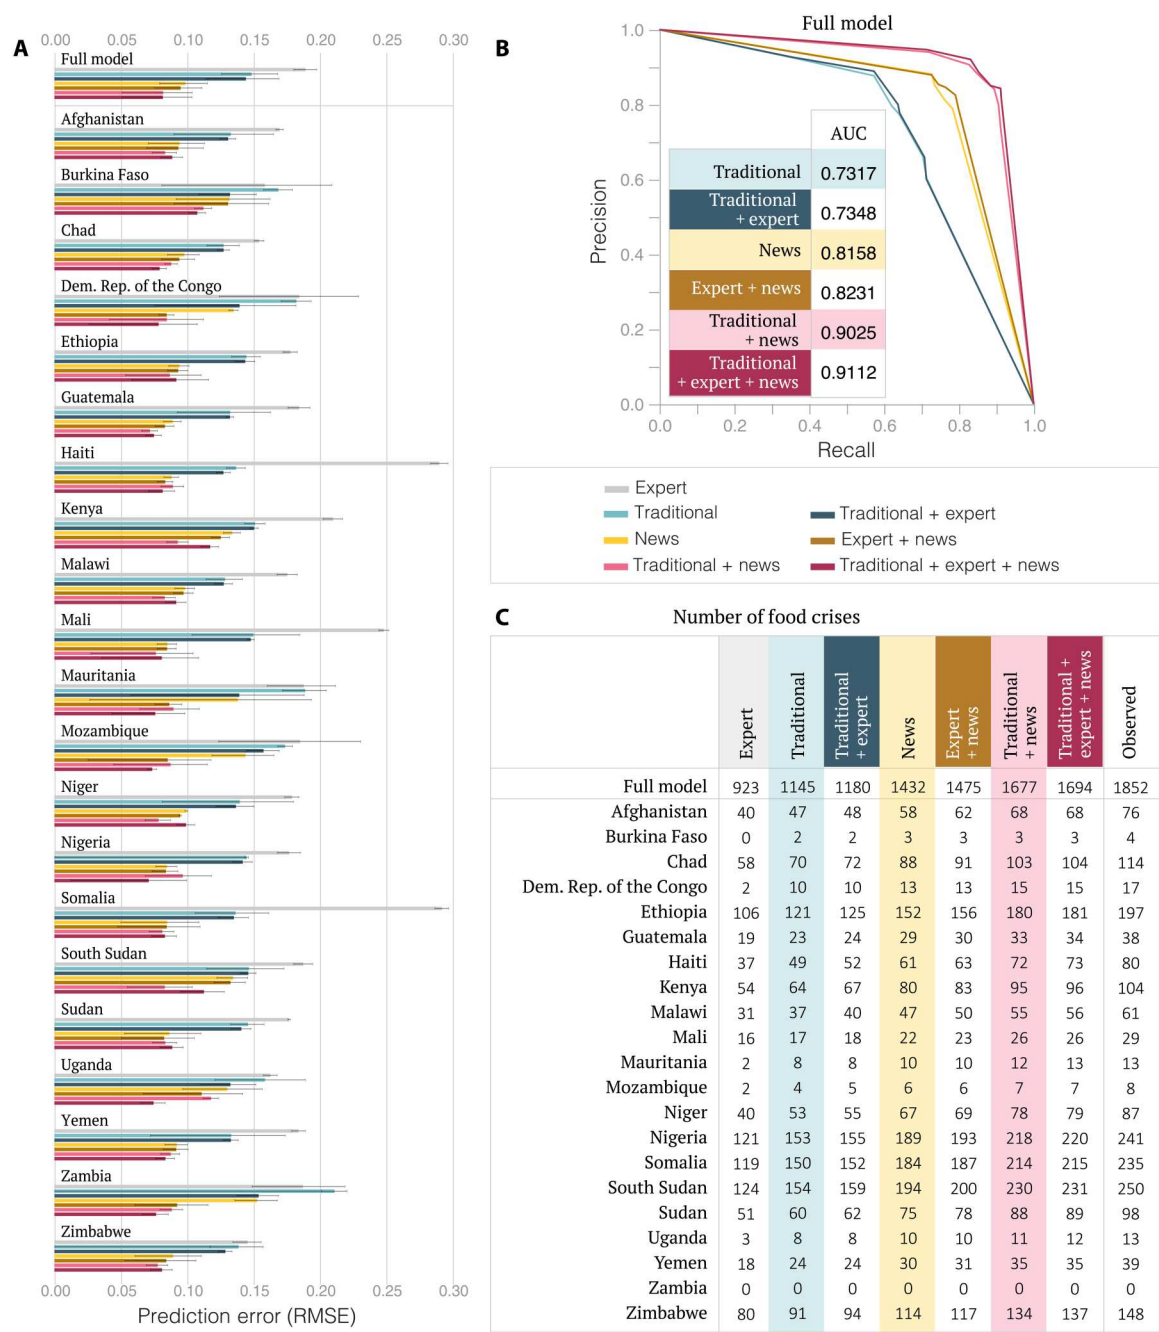 A
0.00 0.05 0.10 0.15 0.20 0.25 0.30
Full model
Afghanistan
Burkina Faso
Chad
Dem. Rep. of the Congo
Ethiopia
Guatemala
Haiti
Kenya
Malawi
Mali
Mauritania
Mozambique
Niger
Nigeria
Somalia
South Sudan
Sudan
Uganda
Yemen
Zambia
Zimbabwe
0.00 0.05 0.10 0.15 0.20 0.25 0.30
Prediction error (RMSE)
B
Full model
Precision
1.0
0.8
0.6
0.4
0.2
0.0
AUC
Traditional 0.7317
Traditional
+ expert 0.7348
News 0.8158
Expert + news 0.8231
Traditional
+ news 0.9025
Traditional
+ expert + news 0.9112
0.0 0.2 0.4 0.6 0.8 1.0
Recall
Expert
Traditional Traditional + expert
News Expert + news
Traditional + news Traditional + expert + news
C
Number of food crises
Expert
Traditional
Traditional
+ expert
News
Expert
+ news
Traditional
+ news
Traditional +
expert + news
Observed
Full model 923 1145 1180 1432 1475 1677 1694 1852
Afghanistan 40 47 48 58 62 68 68 76
Burkina Faso 0 2 2 3 3 3 3 4
Chad 58 70 72 88 91 103 104 114
Dem. Rep. of the Congo 2 10 10 13 13 15 15 17
Ethiopia 106 121 125 152 156 180 181 197
Guatemala 19 23 24 29 30 33 34 38
Haiti 37 49 52 61 63 72 73 80
Kenya 54 64 67 80 83 95 96 104
Malawi 31 37 40 47 50 55 56 61
Mali 16 17 18 22 23 26 26 29
Mauritania 2 8 8 10 10 12 13 13
Mozambique 2 4 5 6 6 7 7 8
Niger 40 53 55 67 69 78 79 87
Nigeria 121 153 155 189 193 218 220 241
Somalia 119 150 152 184 187 214 215 235
South Sudan 124 154 159 194 200 230 231 250
Sudan 51 60 62 75 78 88 89 98
Uganda 3 8 8 10 10 11 12 13
Yemen 18 24 24 30 31 35 35 39
Zambia 0 0 0 0 0 0 0 0
Zimbabwe 80 91 94 114 117 134 137 148